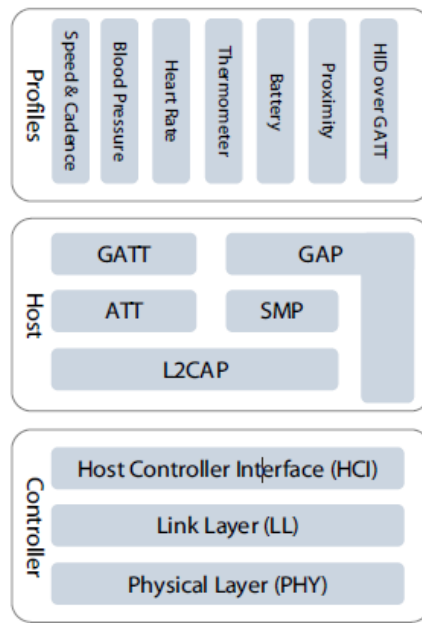 Profiles
Speed & Cadence
Blood Pressure
Heart Rate
Thermometer
Battery
Proximity
HID over GATT
Host
GATT
GAP
ATT
SMP
L2CAP
Controller
Host Controller Interface (HCI)
Link Layer (LL)
Physical Layer (PHY)